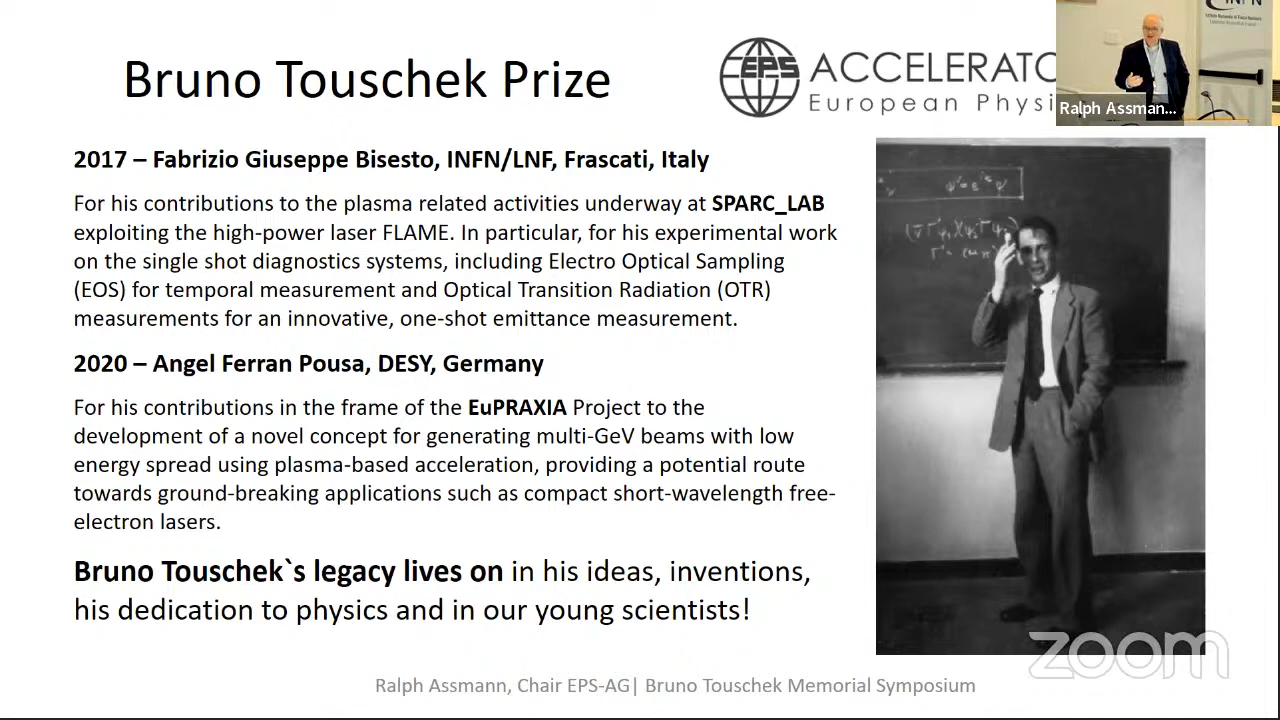 Bruno Touschek Prize
EPS
ACCELERATO
European Physi
INFN
Ralph Assman...
2017 – Fabrizio Giuseppe Bisesto, INFN/LNF, Frascati, Italy
For his contributions to the plasma related activities underway at SPARC_LAB
exploiting the high-power laser FLAME. In particular, for his experimental work
on the single shot diagnostics systems, including Electro Optical Sampling
(EOS) for temporal measurement and Optical Transition Radiation (OTR)
measurements for an innovative, one-shot emittance measurement.
2020 – Angel Ferran Pousa, DESY, Germany
For his contributions in the frame of the EuPRAXIA Project to the
development of a novel concept for generating multi-GeV beams with low
energy spread using plasma-based acceleration, providing a potential route
towards ground-breaking applications such as compact short-wavelength free-
electron lasers.
Bruno Touschek`s legacy lives on in his ideas, inventions,
his dedication to physics and in our young scientists!
zoom
Ralph Assmann, Chair EPS-AG| Bruno Touschek Memorial Symposium